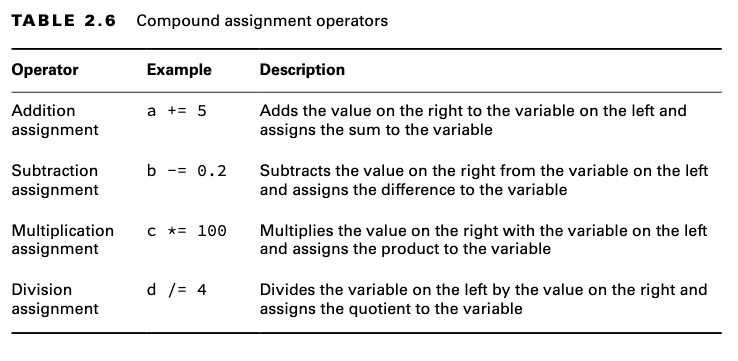 TABLE 2.6 Compound assignment operators
Operator Example Description
Addition assignment a += 5 Adds the value on the right to the variable on the left and
assigns the sum to the variable
Subtraction assignment b -= 0.2 Subtracts the value on the right from the variable on the left
and assigns the difference to the variable
Multiplication assignment c *= 100 Multiplies the value on the right with the variable on the left
and assigns the product to the variable
Division assignment d /= 4 Divides the variable on the left by the value on the right and
assigns the quotient to the variable